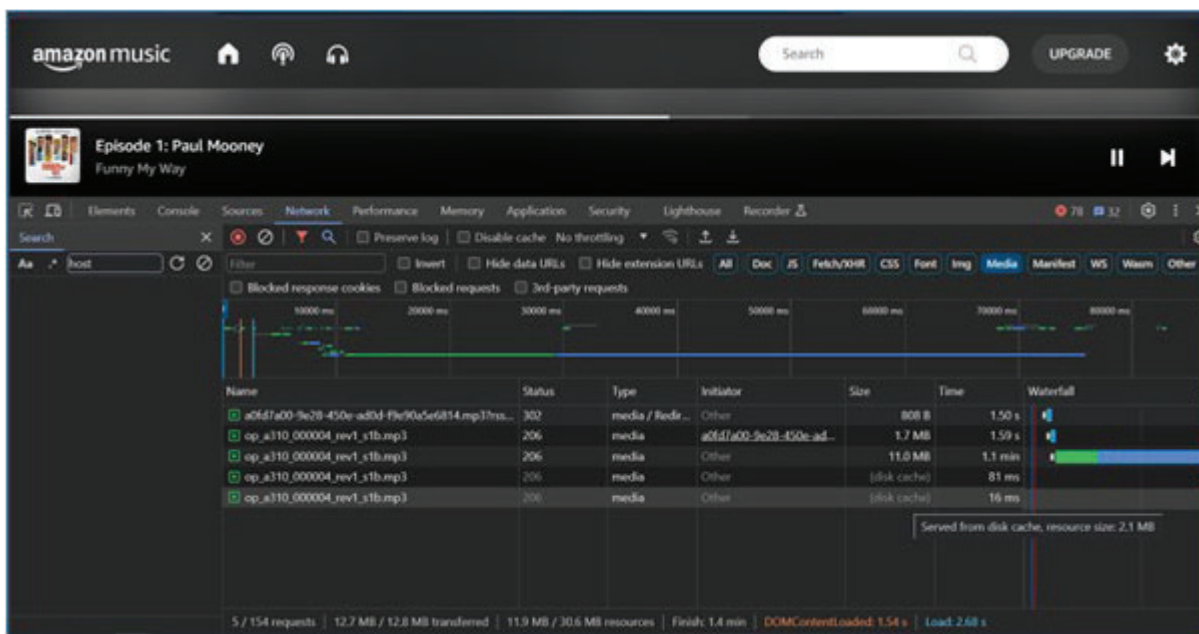 amazon music Search UPGRADE
Episode 1: Paul Mooney
Funny My Way
Elements Console Sources Network Performance Memory Application Security Lighthouse Recorder 78 32
Search Preserve log Disable cache No throttling
Aa .* host Filter Invert Hide data URLs Hide extension URLs All Doc JS Fetch/XHR CSS Font Img Media Manifest WS Wasm Other
Blocked response cookies Blocked requests 3rd-party requests
10000 ms 20000 ms 30000 ms 40000 ms 50000 ms 60000 ms 70000 ms 80000 ms
Name Status Type Initiator Size Time Waterfall
a0fd7a00-9e28-450e-ad0d-f9e90a5e6814.mp3?rss... 302 media / Redir... Other 808 B 1.50 s
op_a310_000004_rev1_s1b.mp3 206 media a0fd7a00-9e28-450e-ad... 1.7 MB 1.59 s
op_a310_000004_rev1_s1b.mp3 206 media Other 11.0 MB 1.1 min
op_a310_000004_rev1_s1b.mp3 206 media Other (disk cache) 81 ms
op_a310_000004_rev1_s1b.mp3 206 media Other (disk cache) 16 ms
Served from disk cache, resource size: 2.1 MB
5 / 154 requests 12.7 MB / 12.8 MB transferred 11.9 MB / 30.6 MB resources Finish: 1.4 min DOMContentLoaded: 1.54 s Load: 2.68 s